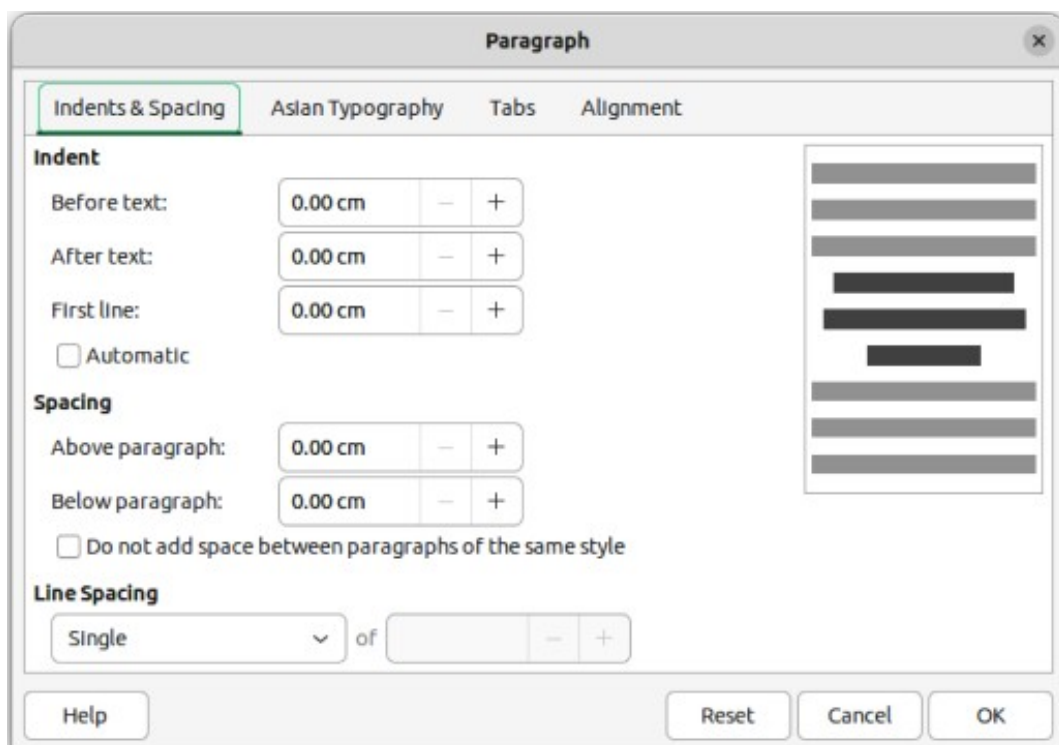 Paragraph
Indents & Spacing Asian Typography Tabs Alignment
Indent
Before text: 0.00 cm
After text: 0.00 cm
First line: 0.00 cm
Automatic
Spacing
Above paragraph: 0.00 cm
Below paragraph: 0.00 cm
Do not add space between paragraphs of the same style
Line Spacing
Single of
Help Reset Cancel OK